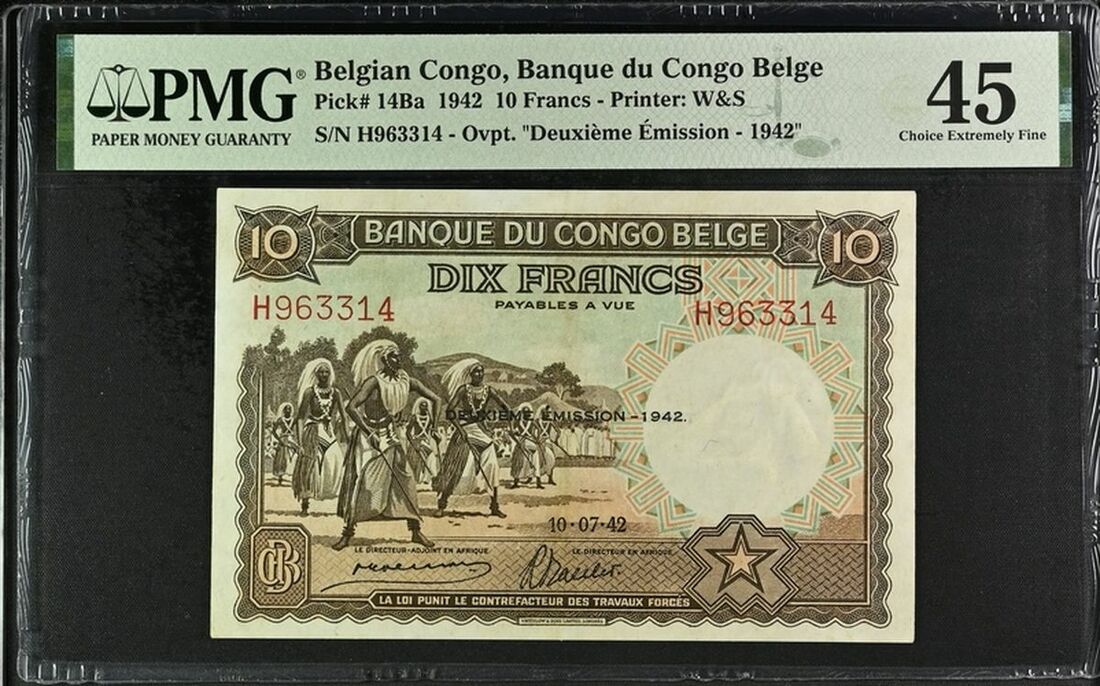 PMG®
PAPER MONEY GUARANTY
Belgian Congo, Banque du Congo Belge
Pick# 14Ba 1942 10 Francs - Printer: W&S
S/N H963314 - Ovpt. "Deuxième Émission - 1942"
45
Choice Extremely Fine
10 BANQUE DU CONGO BELGE 10
DIX FRANCS
PAYABLES A VUE
H963314 H963314
DEUXIÈME ÉMISSION -1942.
10·07·42
LE DIRECTEUR-ADJOINT EN AFRIQUE LE DIRECTEUR EN AFRIQUE
LA LOI PUNIT LE CONTREFACTEUR DES TRAVAUX FORCÉS